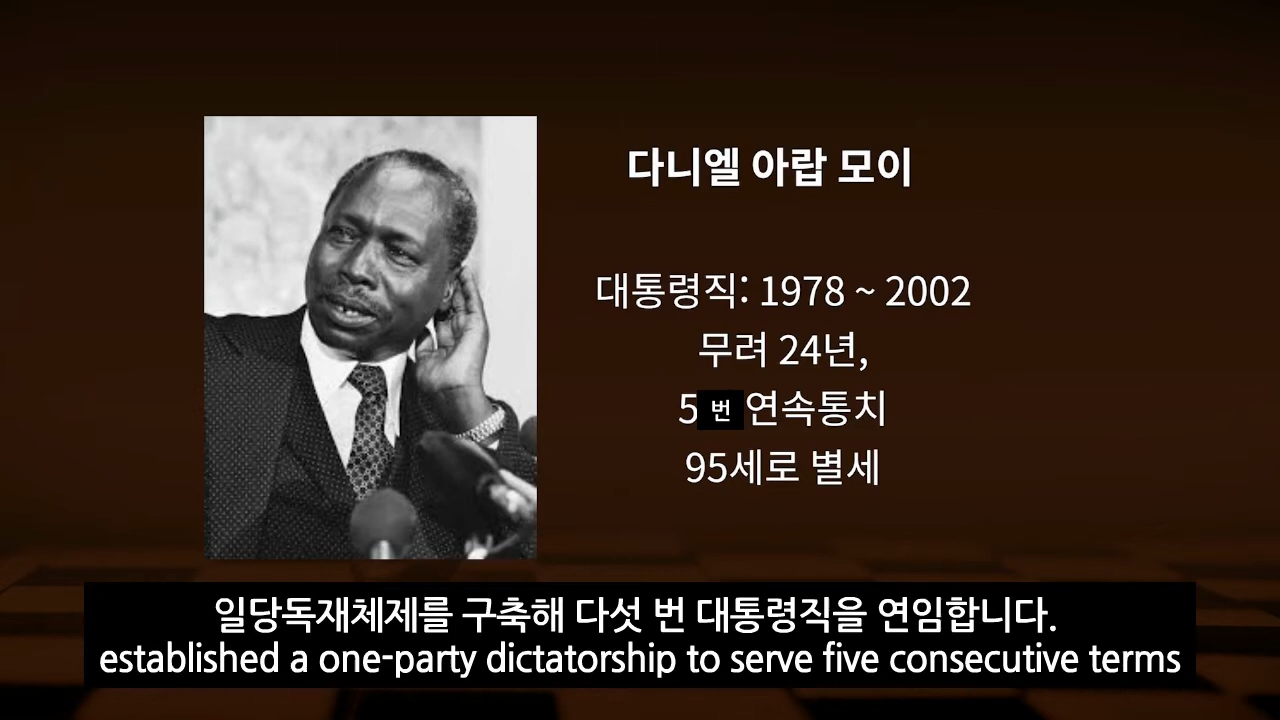 다니엘 아랍 모이
대통령직: 1978 ~ 2002
무려 24년,
5번 연속통치
95세로 별세
일당독재체제를 구축해 다섯 번 대통령직을 연임합니다.
established a one-party dictatorship to serve five consecutive terms